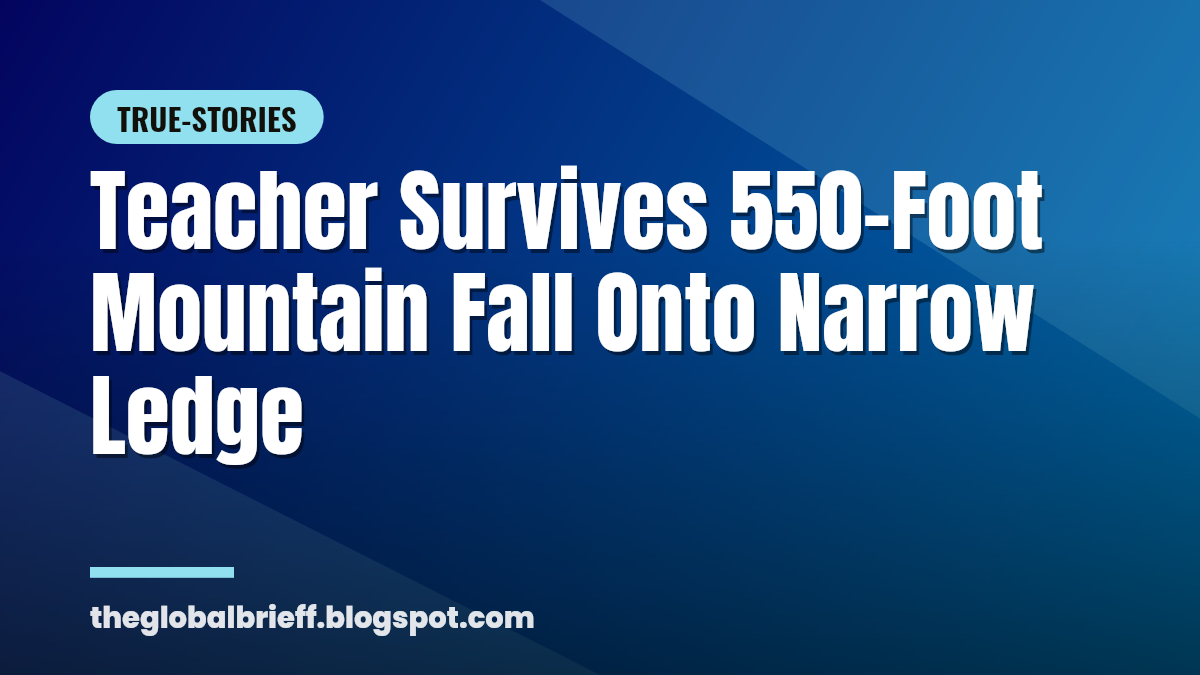 TRUE-STORIES
Teacher Survives 550-Foot
Mountain Fall Onto Narrow
Ledge
theglobalbrieff.blogspot.com